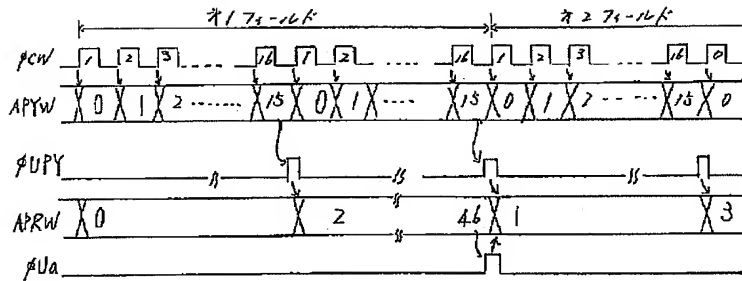 オ1フィールド オ2フィールド
φCW 1 2 3 16 1 2 16 1 2 3 16 0
APYW 0 1 2 ······ 15 0 1 ···· 15 0 1 2 ···· 15 0
φUPY
APRW 0 2 46 1 3
φUa